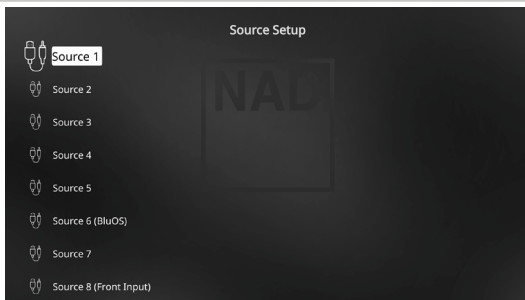 Source Setup
Source 1
NAD
Source 2
Source 3
Source 4
Source 5
Source 6 (BluOS)
Source 7
Source 8 (Front Input)